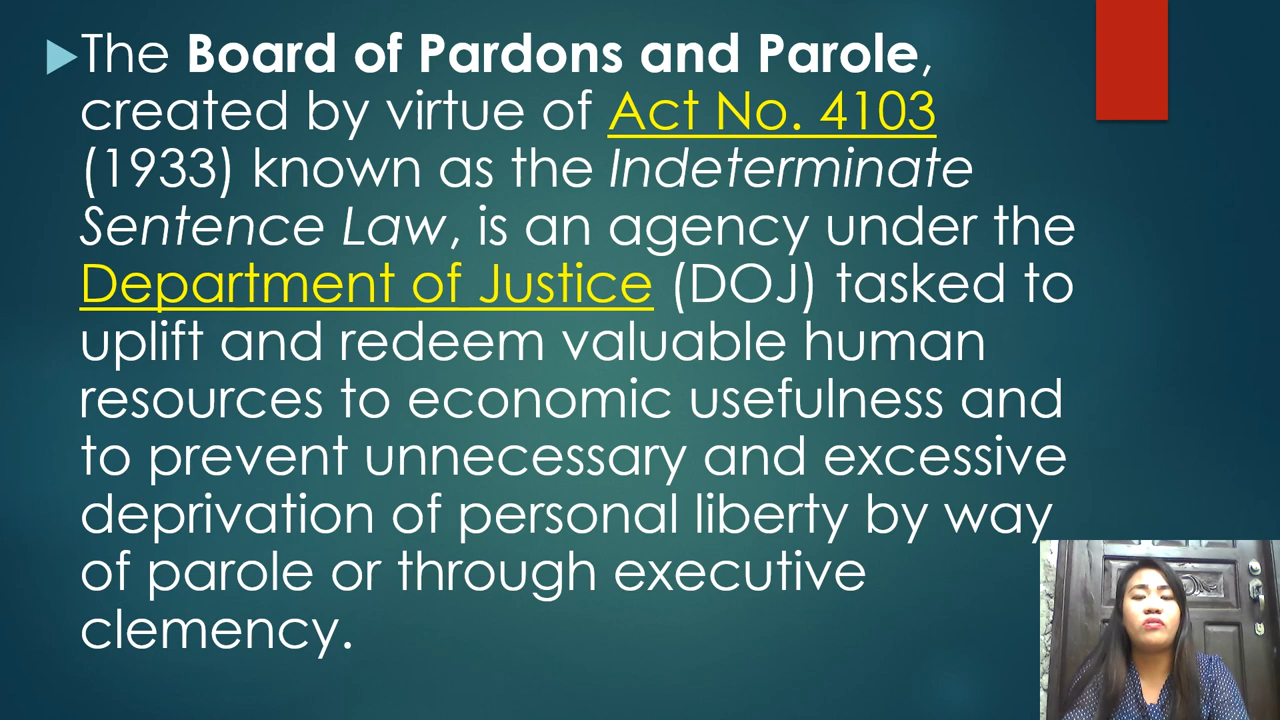 The Board of Pardons and Parole,
created by virtue of Act No. 4103
(1933) known as the Indeterminate
Sentence Law, is an agency under the
Department of Justice (DOJ) tasked to
uplift and redeem valuable human
resources to economic usefulness and
to prevent unnecessary and excessive
deprivation of personal liberty by way
of parole or through executive
clemency.